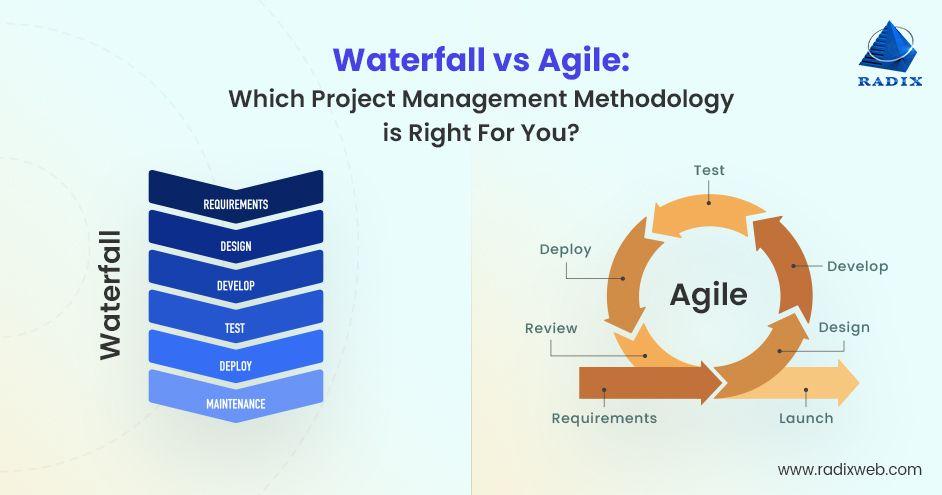 Waterfall vs Agile:
Which Project Management Methodology
is Right For You?
RADIX
Waterfall
REQUIREMENTS
DESIGN
DEVELOP
TEST
DEPLOY
MAINTENANCE
Test
Deploy
Develop
Agile
Review
Design
Requirements
Launch
www.radixweb.com